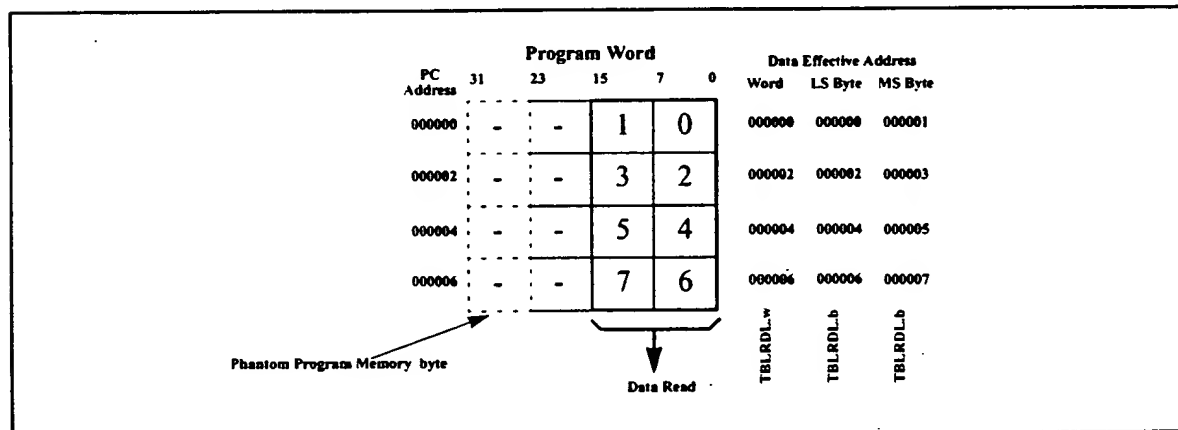 Program Word
Data Effective Address
PC Address 31 23 15 7 0 Word LS Byte MS Byte
000000 - - 1 0 000000 000000 000001
000002 - - 3 2 000002 000002 000003
000004 - - 5 4 000004 000004 000005
000006 - - 7 6 000006 000006 000007
TBLRDL.w TBLRDL.b TBLRDL.b
Phantom Program Memory byte
Data Read